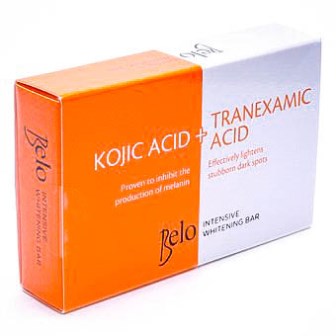 KOJIC ACID +
Proven to inhibit the
production of melanin
TRANEXAMIC
ACID
Effectively lightens
stubborn dark spots
Belo
INTENSIVE
WHITENING BAR
Belo
INTENSIVE
WHITENING BAR